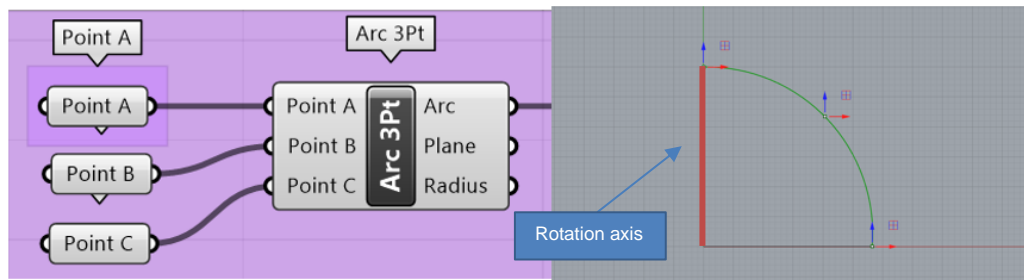 Point A
Arc 3Pt
Point A
Point B
Point C
Point A
Point B
Point C
Arc 3Pt
Arc
Plane
Radius
Rotation axis